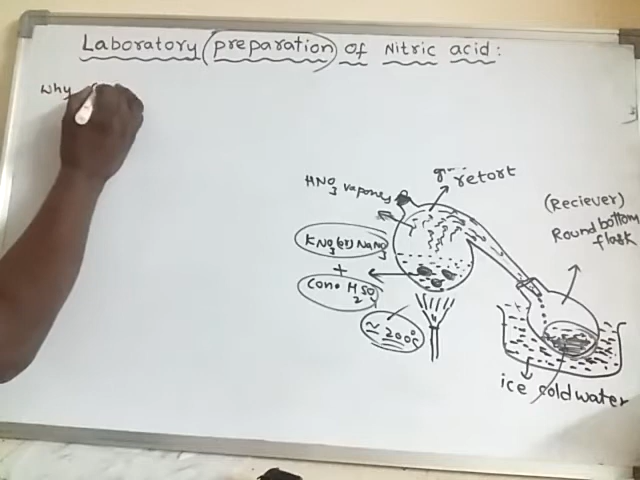 Laboratory preparation of Nitric acid:
Why
retort
HNO3 vapones
(Reciever)
Round bottom
flask
KNO3 (or) NaNO3
+
Conc H2SO4
≈ 200°c
ice cold water